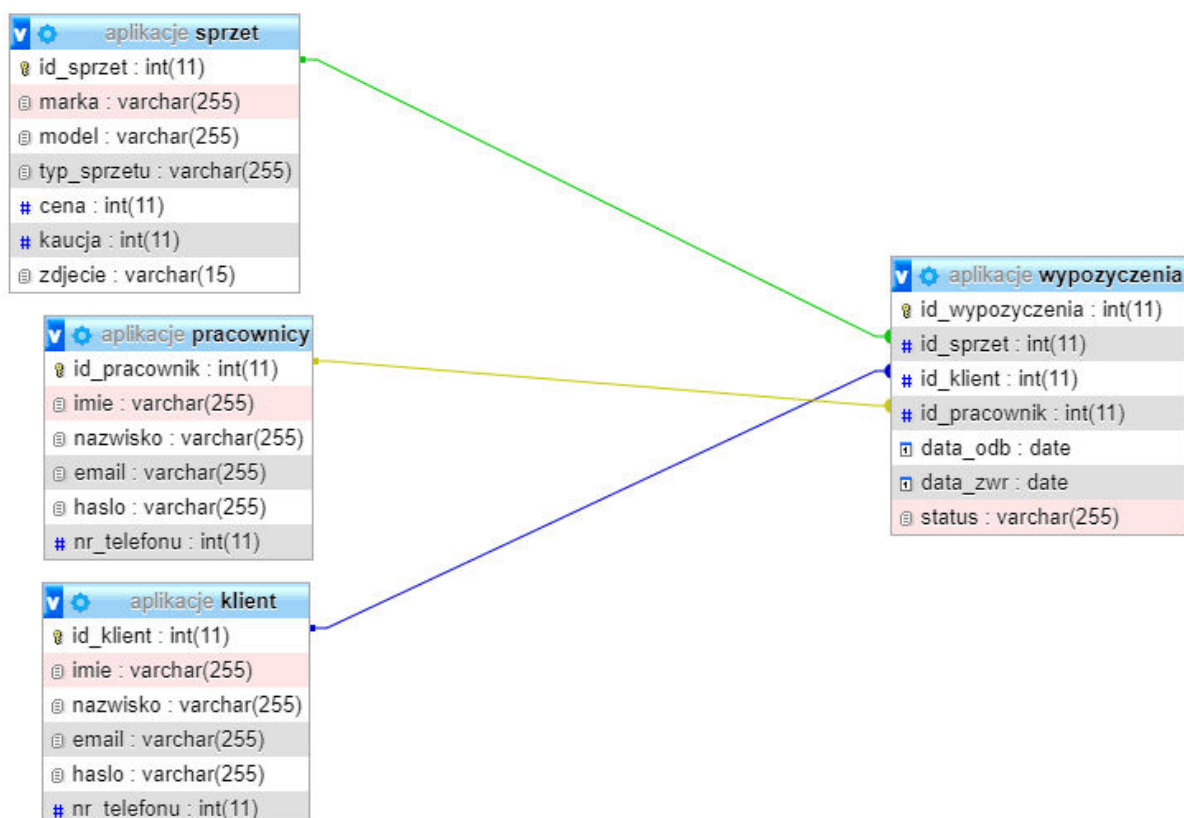 aplikacje sprzet
id_sprzet : int(11)
marka : varchar(255)
model : varchar(255)
typ_sprzetu : varchar(255)
# cena : int(11)
# kaucja : int(11)
zdjecie : varchar(15)
aplikacje pracownicy
id_pracownik : int(11)
imie : varchar(255)
nazwisko : varchar(255)
email : varchar(255)
haslo : varchar(255)
# nr_telefonu : int(11)
aplikacje klient
id_klient : int(11)
imie : varchar(255)
nazwisko : varchar(255)
email : varchar(255)
haslo : varchar(255)
# nr_telefonu : int(11)
aplikacje wypozyczenia
id_wypozyczenia : int(11)
# id_sprzet : int(11)
# id_klient : int(11)
# id_pracownik : int(11)
data_odb : date
data_zwr : date
status : varchar(255)